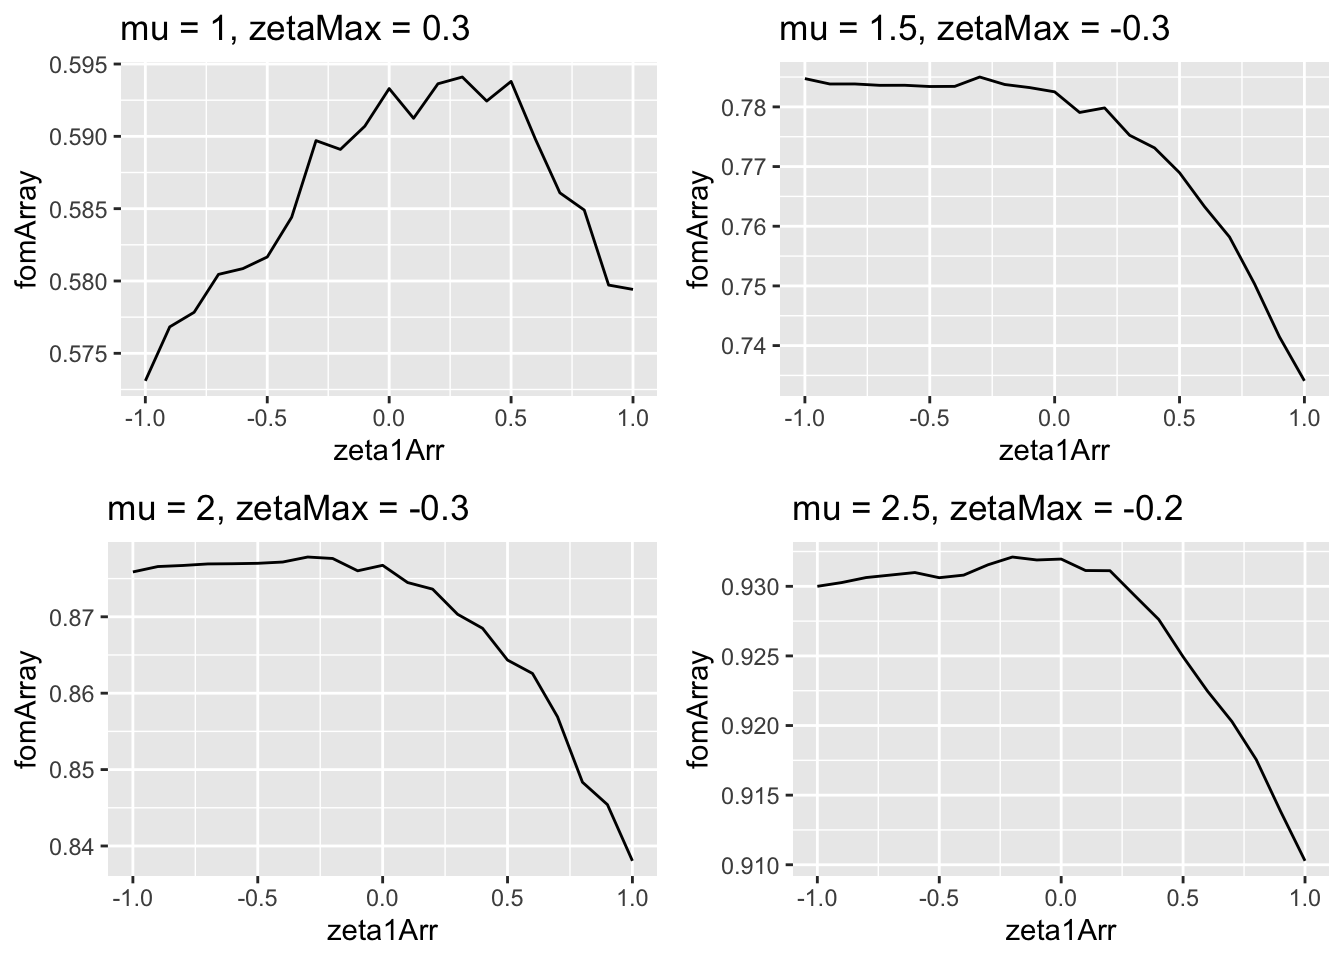 mu = 1, zetaMax = 0.3
0.595
0.590
0.585
0.580
0.575
fomArray
-1.0 -0.5 0.0 0.5 1.0
zeta1Arr
mu = 1.5, zetaMax = -0.3
0.78
0.77
0.76
0.75
0.74
fomArray
-1.0 -0.5 0.0 0.5 1.0
zeta1Arr
mu = 2, zetaMax = -0.3
0.87
0.86
0.85
0.84
fomArray
-1.0 -0.5 0.0 0.5 1.0
zeta1Arr
mu = 2.5, zetaMax = -0.2
0.930
0.925
0.920
0.915
0.910
fomArray
-1.0 -0.5 0.0 0.5 1.0
zeta1Arr